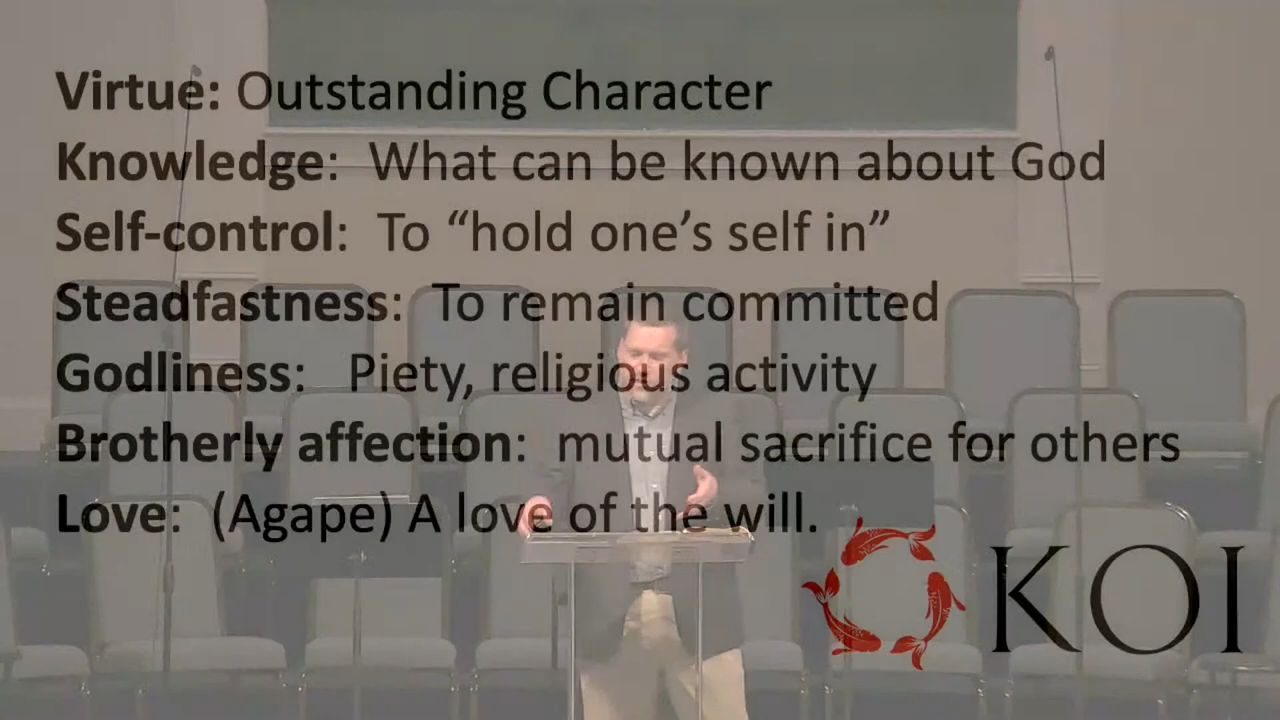 Virtue: Outstanding Character
Knowledge: What can be known about God
Self-control: To “hold one’s self in”
Steadfastness: To remain committed
Godliness: Piety, religious activity
Brotherly affection: mutual sacrifice for others
Love: (Agape) A love of the will.
KOI